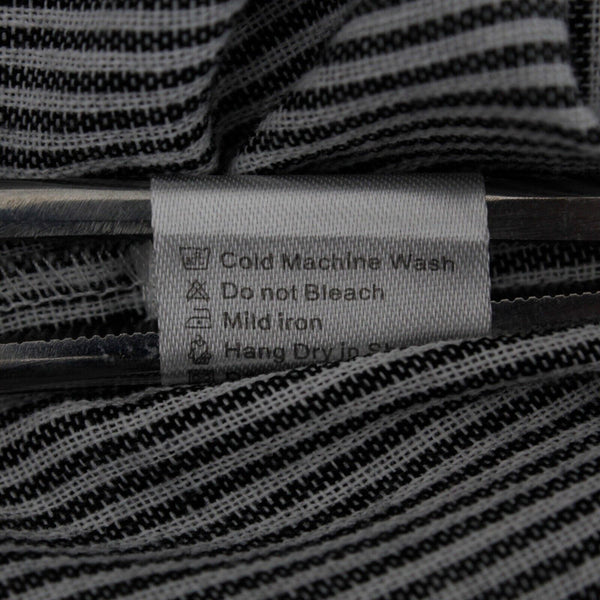 Cold Machine Wash
Do not Bleach
Mild iron
Hang Dry in